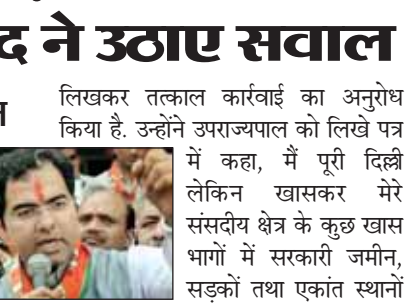 ने उठाए सवाल
लिखकर तत्काल कार्रवाई का अनुरोध
किया है. उन्होंने उपराज्यपाल को लिखे पत्र
में कहा, मैं पूरी दिल्ली
लेकिन खासकर मेरे
संसदीय क्षेत्र के कुछ खास
भागों में सरकारी जमीन,
सड़कों तथा एकांत स्थानों